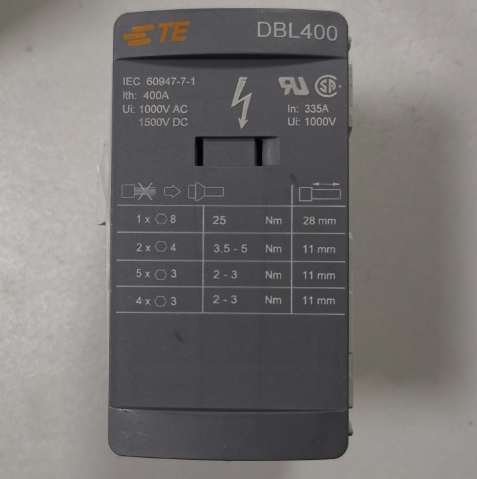 TE
DBL400
IEC 60947-7-1
Ith: 400A
Ui: 1000V AC
1500V DC
In: 335A
Ui: 1000V
1 x ⬡ 8 25 Nm 28 mm
2 x ⬡ 4 3.5 - 5 Nm 11 mm
5 x ⬡ 3 2 - 3 Nm 11 mm
4 x ⬡ 3 2 - 3 Nm 11 mm